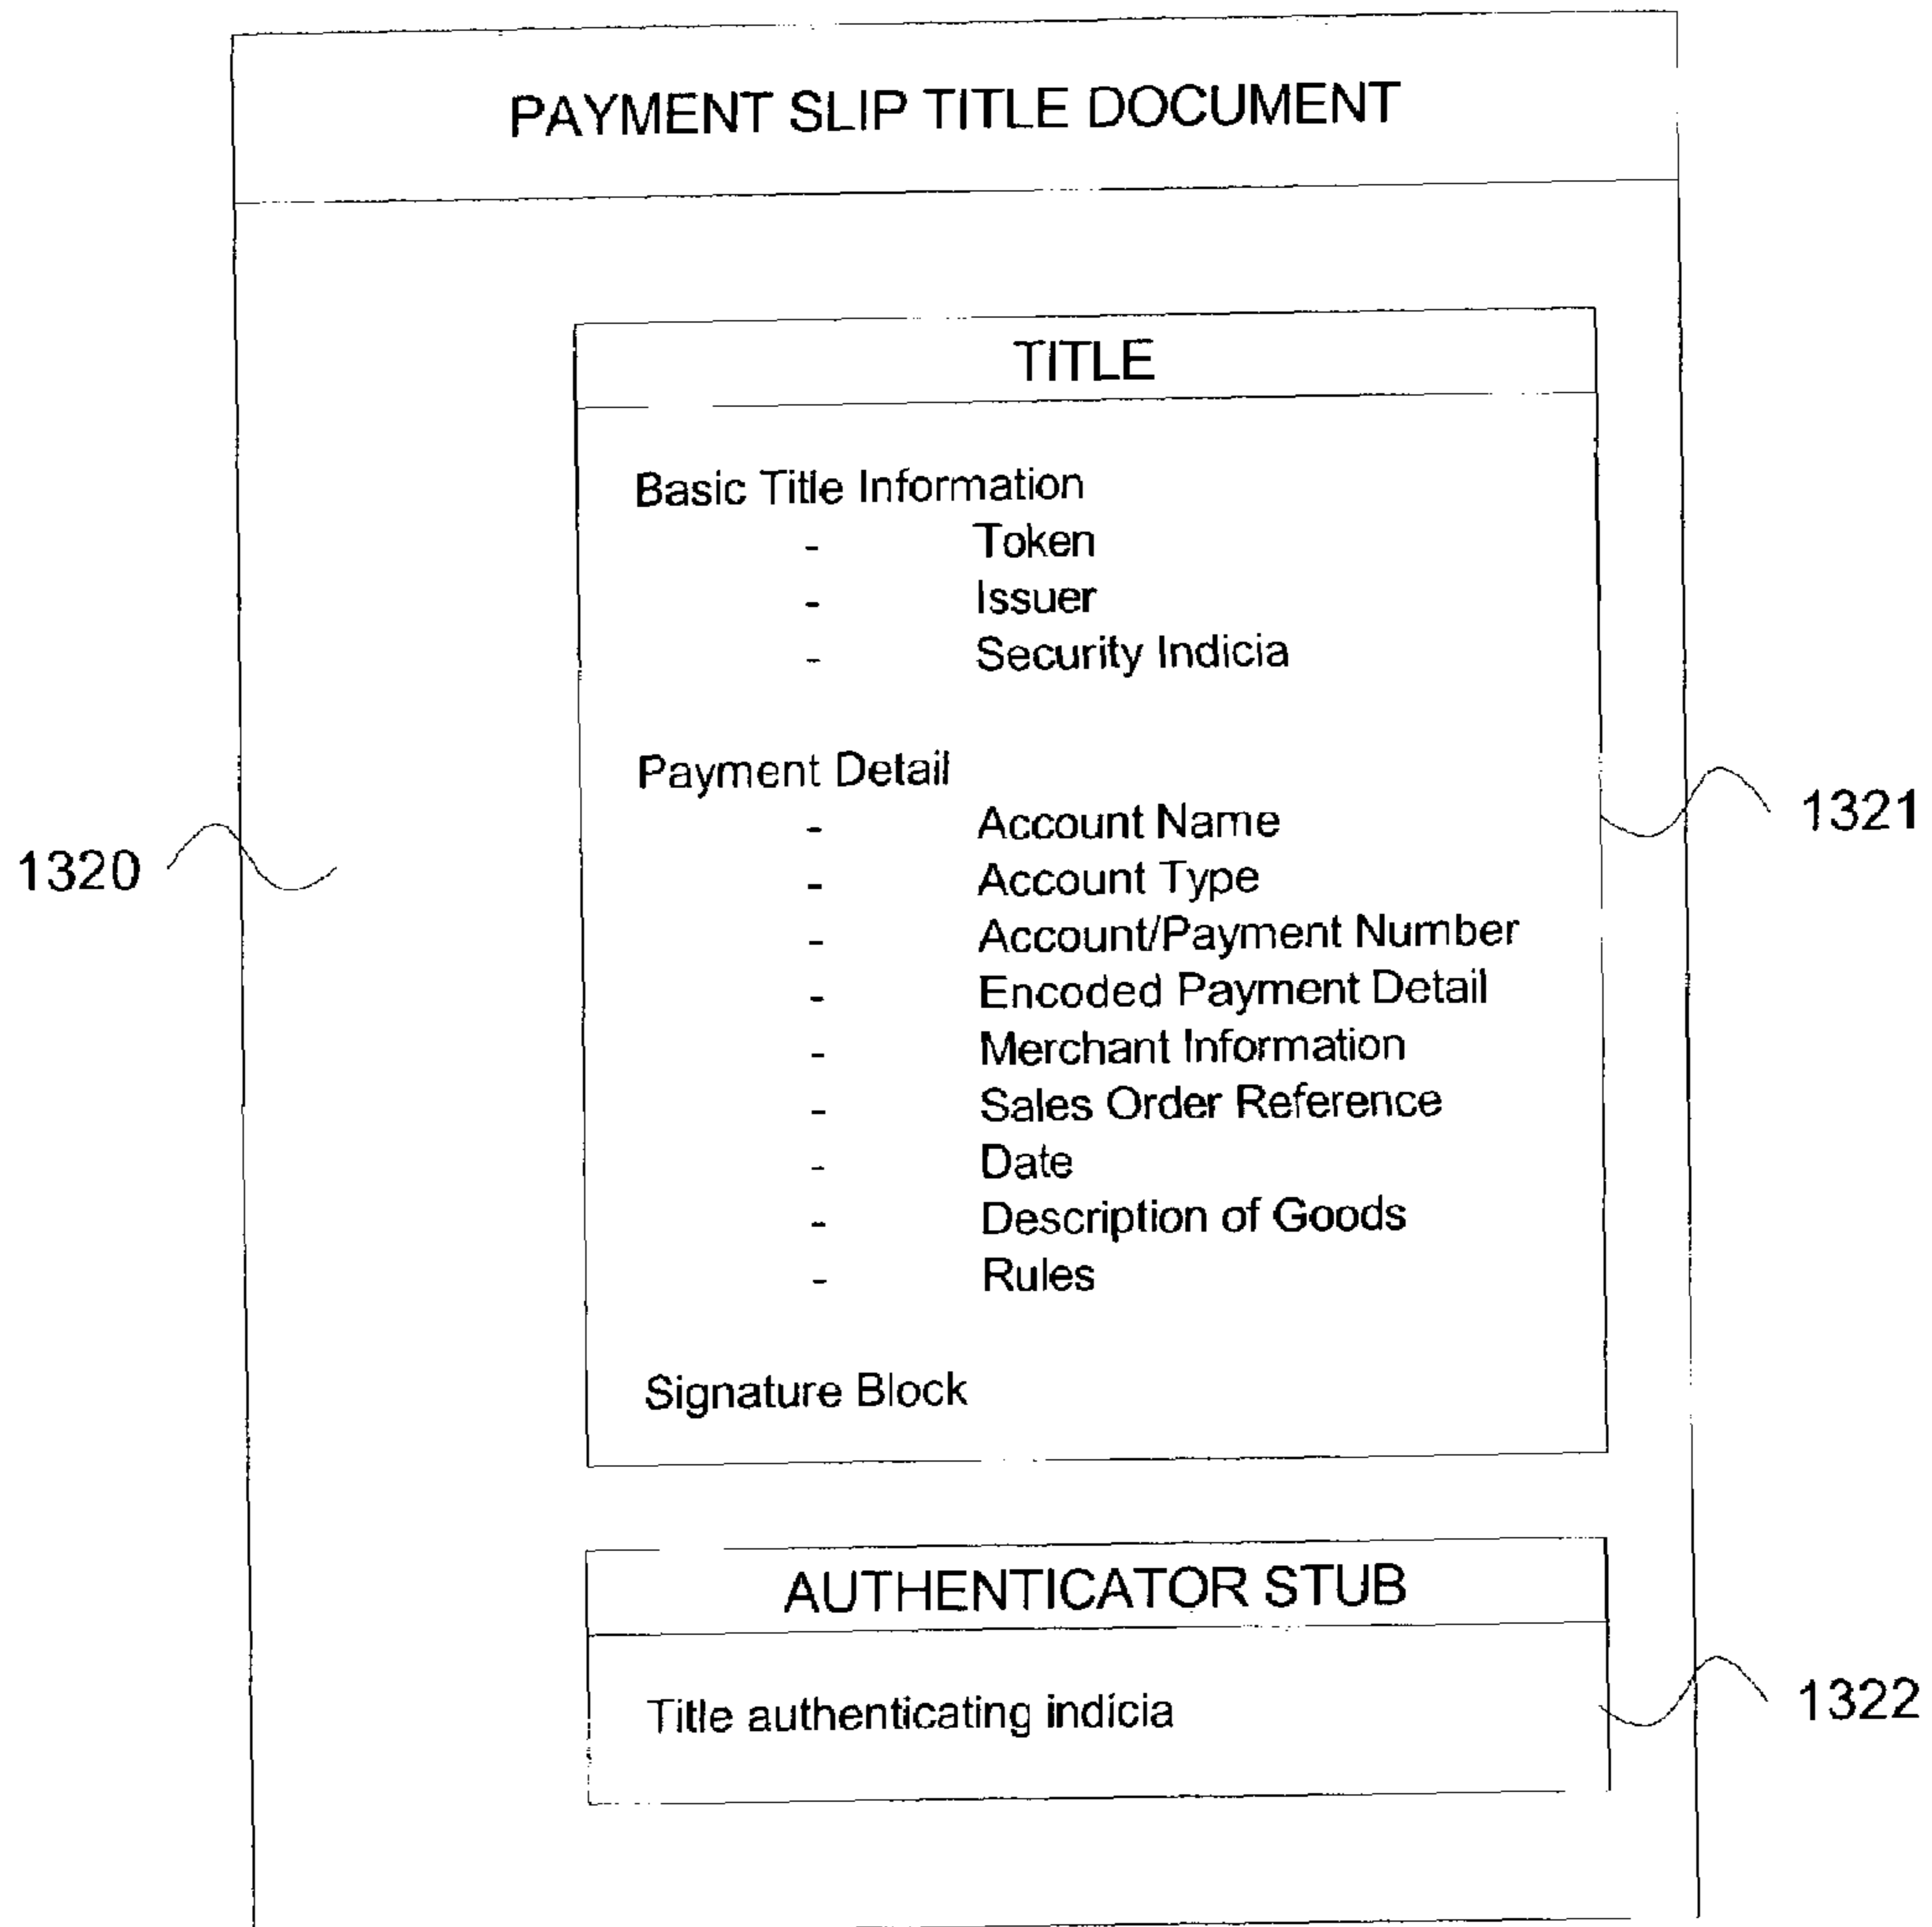 PAYMENT SLIP TITLE DOCUMENT
TITLE
Basic Title Information
- Token
- Issuer
- Security Indicia
Payment Detail
- Account Name
- Account Type
- Account/Payment Number
- Encoded Payment Detail
- Merchant Information
- Sales Order Reference
- Date
- Description of Goods
- Rules
Signature Block
AUTHENTICATOR STUB
Title authenticating indicia
1320
1321
1322